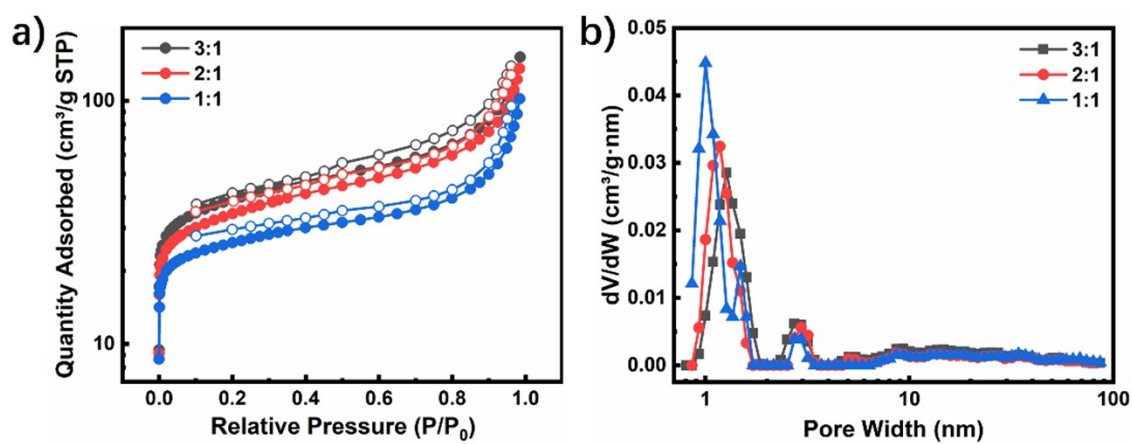 a)
Quantity Adsorbed (cm³/g STP)
100
10
3:1
2:1
1:1
0.0 0.2 0.4 0.6 0.8 1.0
Relative Pressure (P/P₀)
b)
dV/dW (cm³/g·nm)
0.05
0.04
0.03
0.02
0.01
0.00
3:1
2:1
1:1
1 10 100
Pore Width (nm)